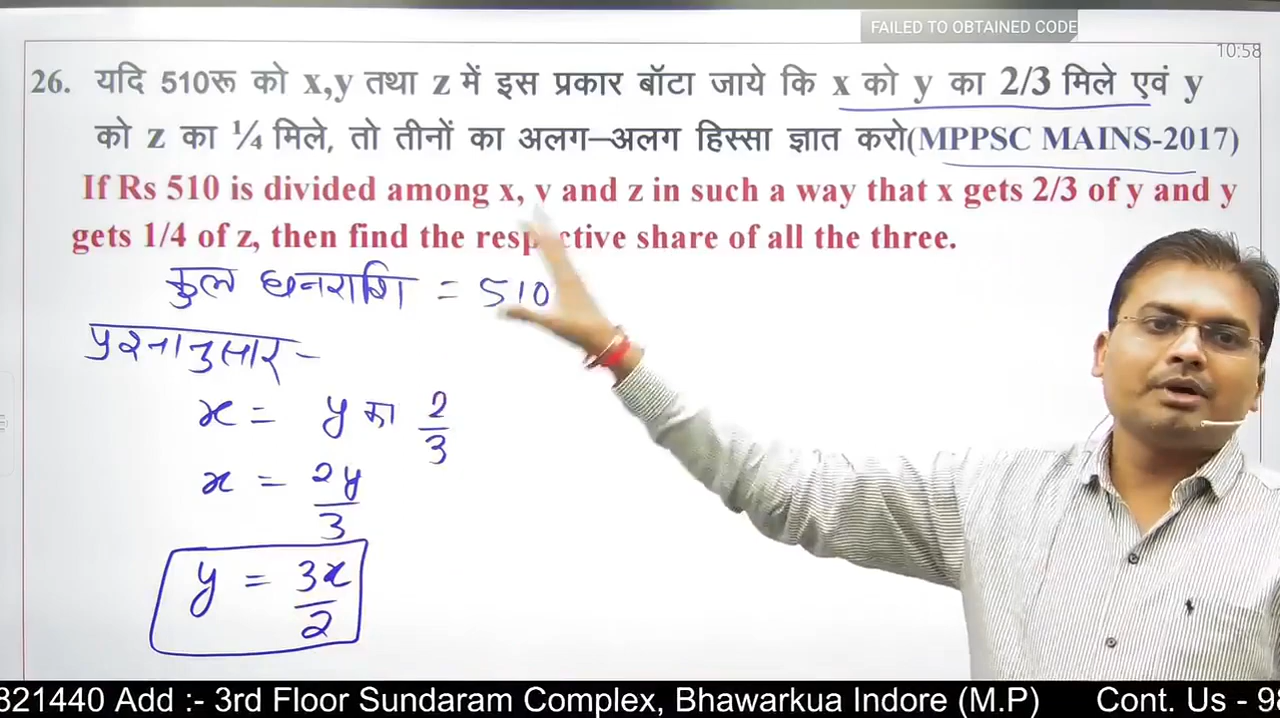 FAILED TO OBTAINED CODE
10:58
26. यदि 510रू को x,y तथा z में इस प्रकार बॉटा जाये कि x को y का 2/3 मिले एवं y
को z का ¼ मिले, तो तीनों का अलग–अलग हिस्सा ज्ञात करो(MPPSC MAINS-2017)
If Rs 510 is divided among x, y and z in such a way that x gets 2/3 of y and y
gets 1/4 of z, then find the respective share of all the three.
कुल धनराशि = 510
प्रश्नानुसार -
x = y का 2/3
x = 2y/3
y = 3x/2
821440 Add :- 3rd Floor Sundaram Complex, Bhawarkua Indore (M.P) Cont. Us - 98